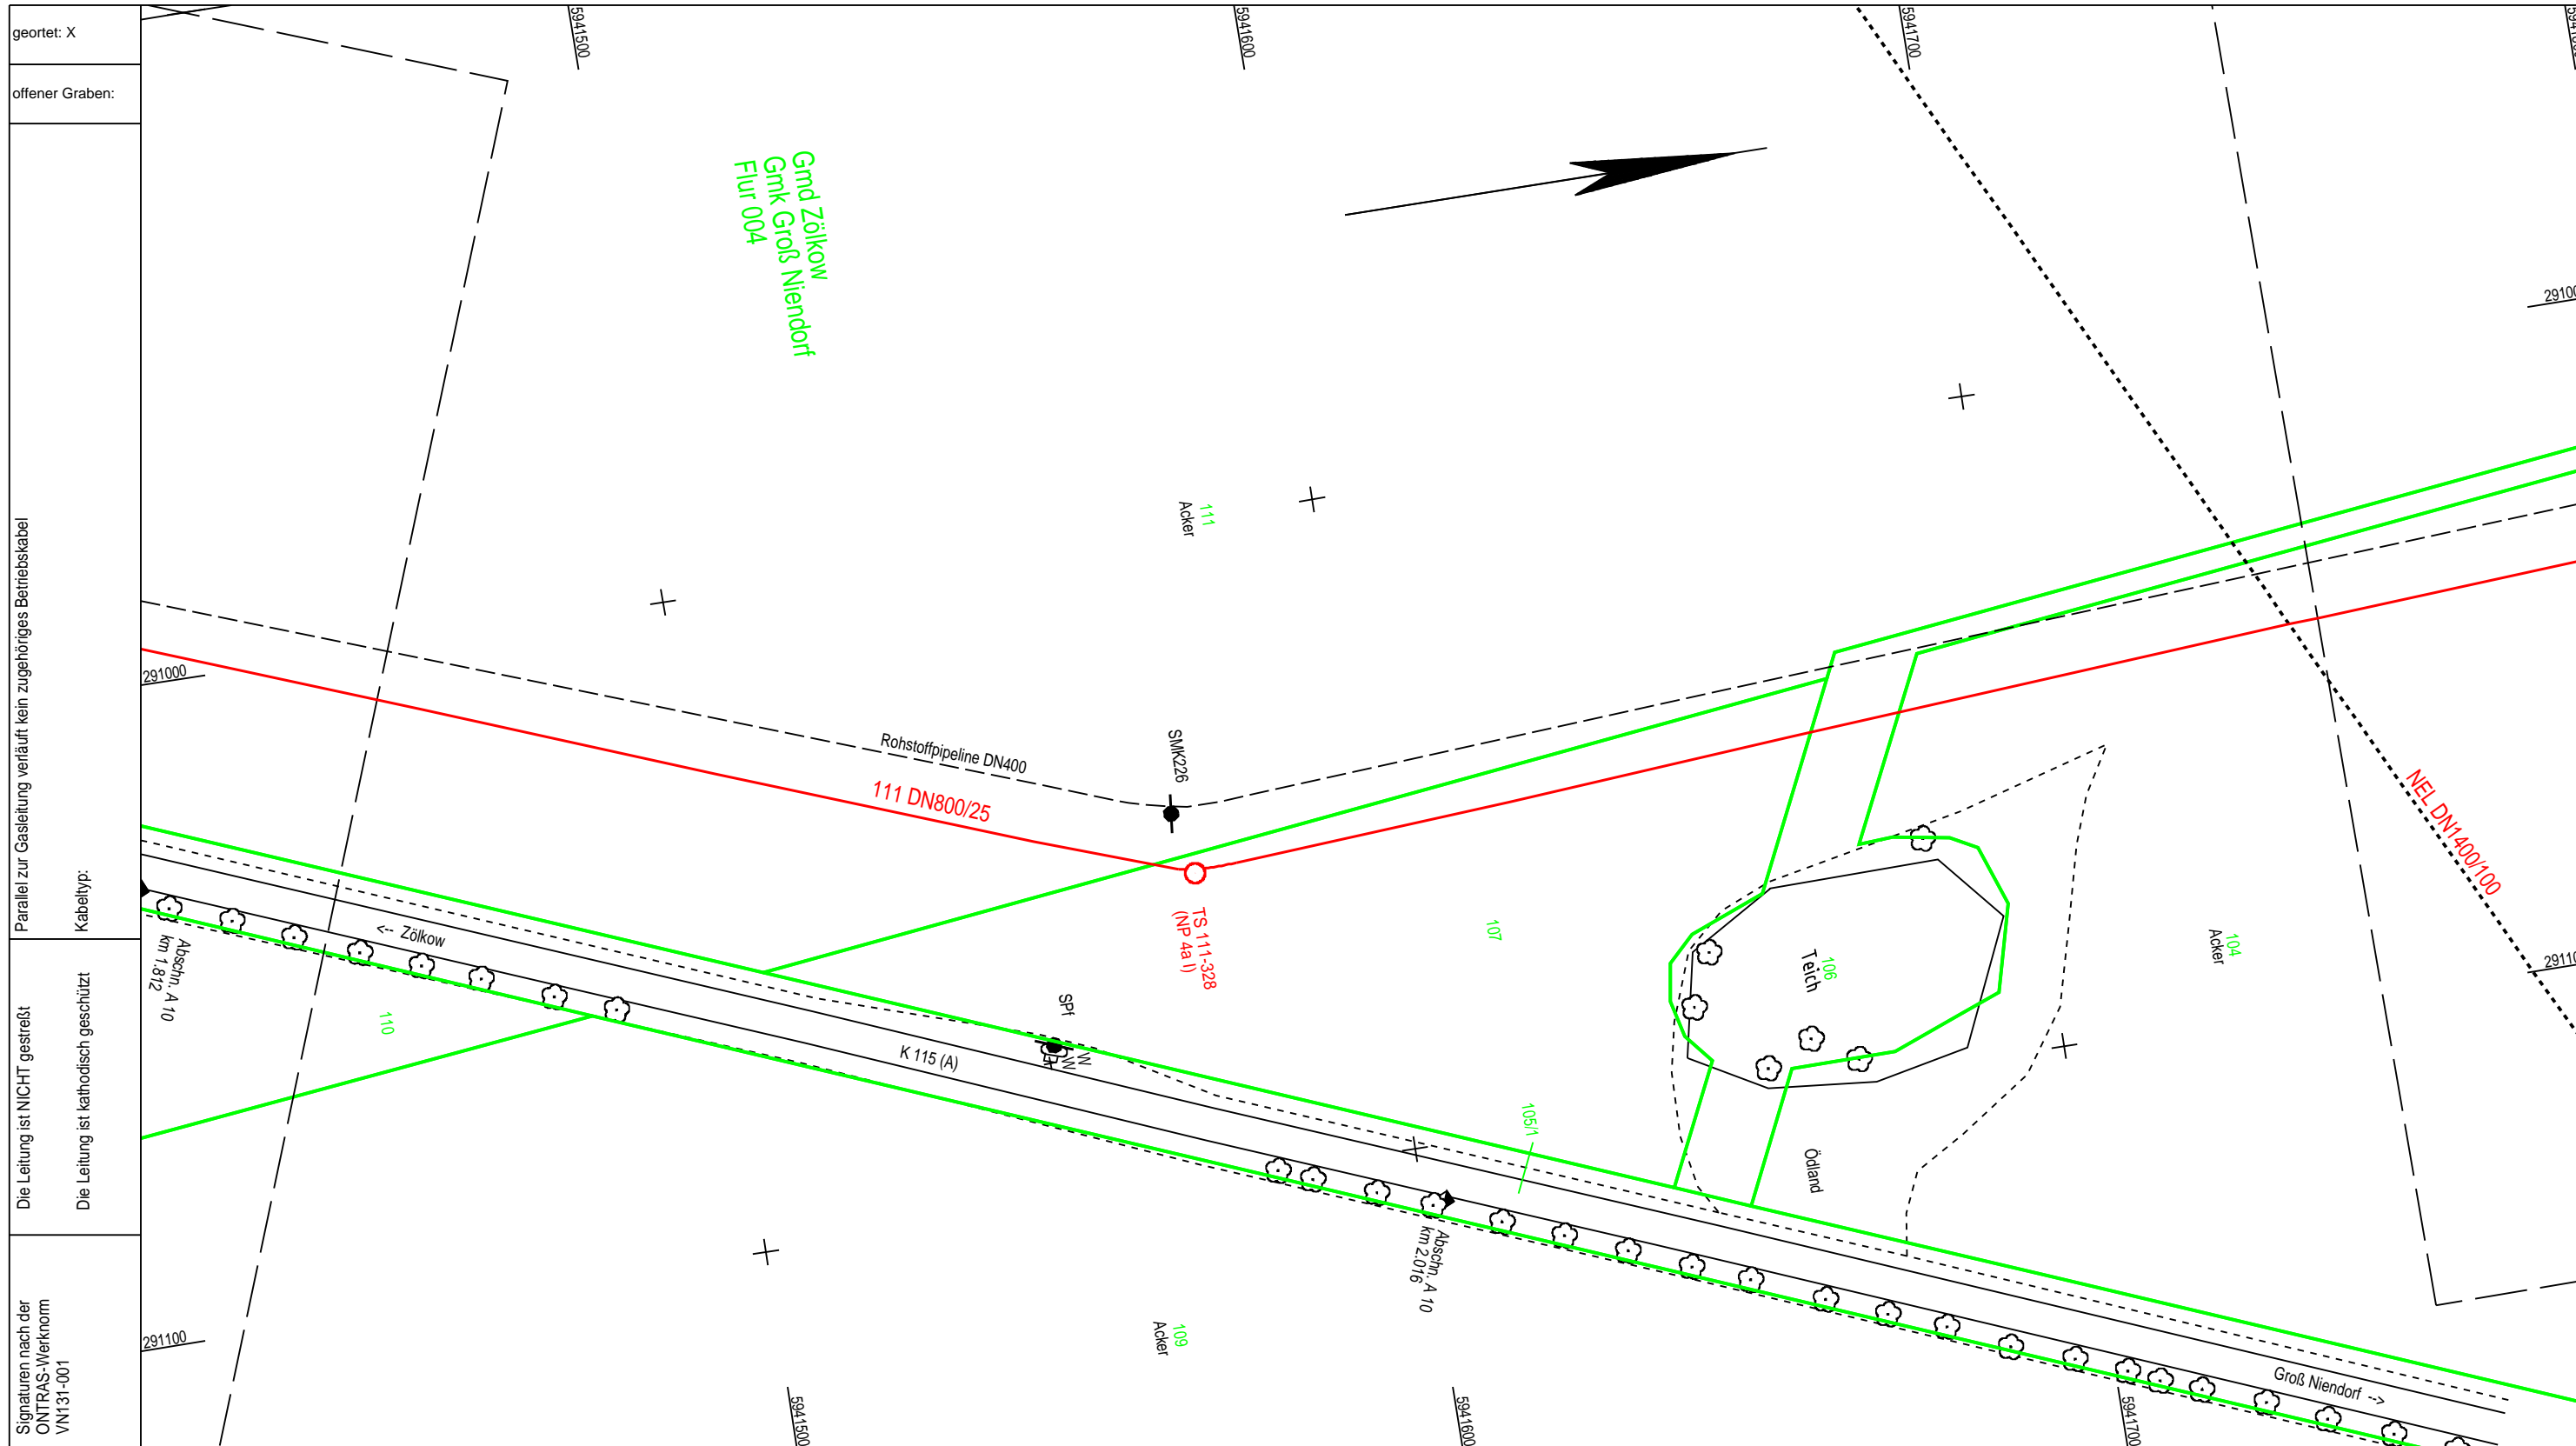 geortet: X
offener Graben:
Parallel zur Gasleitung verläuft kein zugehöriges Betriebskabel
Kabeltyp:
Die Leitung ist NICHT gestreßt
Die Leitung ist kathodisch geschützt
Signaturen nach der
ONTRAS-Werknorm
VN131-001
5941500
5941600
5941700
Gmd Zölkow
Gmk Groß Niendorf
Flur 004
111
Acker
291000
Rohstoffpipeline DN400
SMK226
111 DN800/25
TS 111-328
(NP 4a I)
NEL DN1400/100
<-- Zölkow
Abschn. A 10
km 1.812
110
SPf
W
W
K 115 (A)
107
106
Teich
104
Acker
105/1
Ödland
Abschn. A 10
km 2.016
109
Acker
Groß Niendorf -->
291100
5941500
5941600
5941700